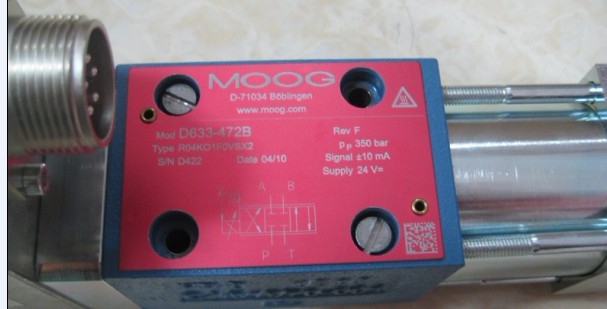 MOOG
D-71034 Böblingen
www.moog.com
Mod D633-472B Rev F
Type R04KO1F0VSX2 pp 350 bar
S/N D422 Date 04/10 Signal ±10 mA
Supply 24 V=
A B
P T